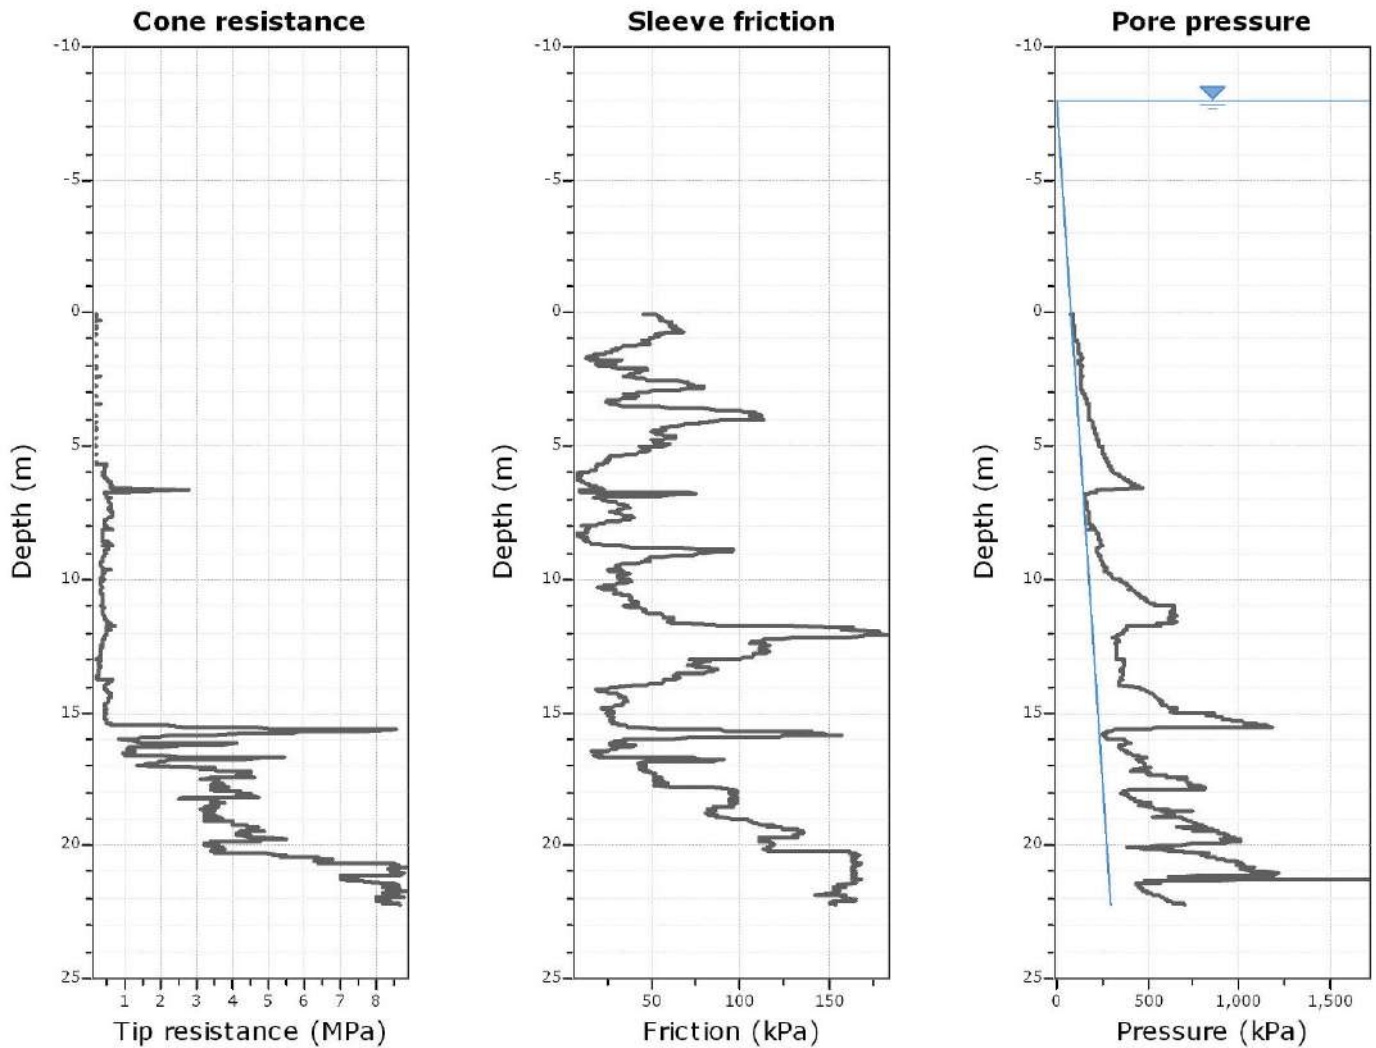 Cone resistance
-10
-5
0
5
10
15
20
25
1 2 3 4 5 6 7 8
Depth (m)
Tip resistance (MPa)
Sleeve friction
-10
-5
0
5
10
15
20
25
50 100 150
Depth (m)
Friction (kPa)
Pore pressure
-10
-5
0
5
10
15
20
25
0 500 1,000 1,500
Depth (m)
Pressure (kPa)